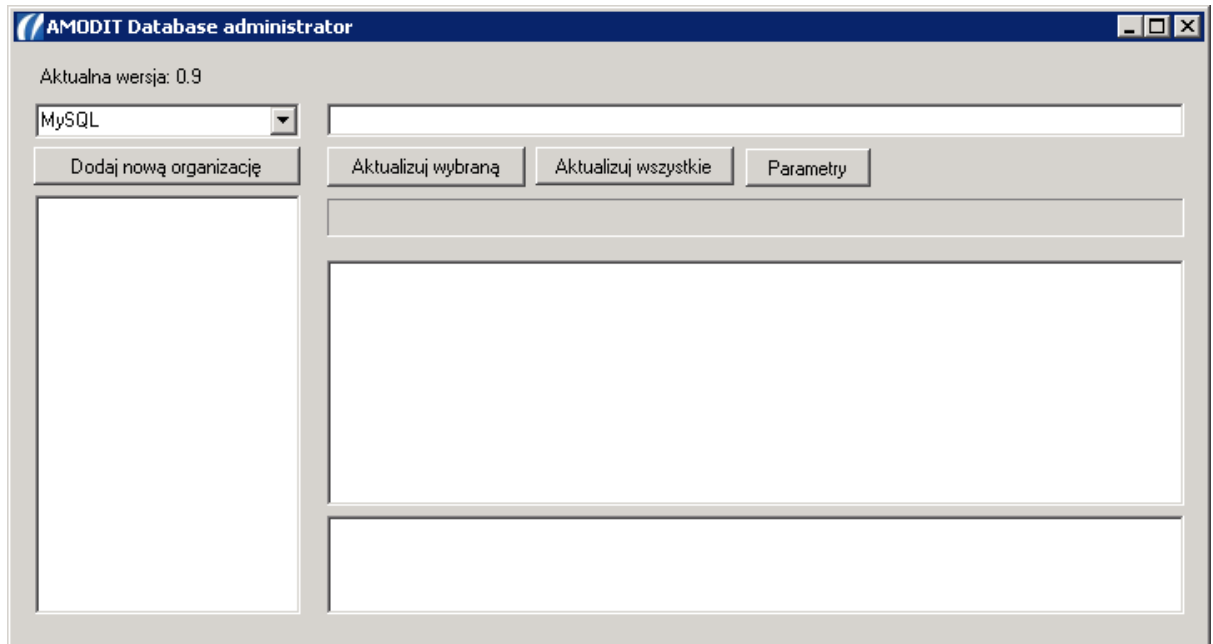 AMODIT Database administrator
Aktualna wersja: 0.9
MySQL
Dodaj nową organizację
Aktualizuj wybraną
Aktualizuj wszystkie
Parametry